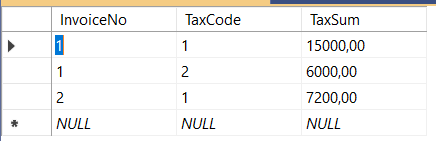 InvoiceNo TaxCode TaxSum
1 1 15000,00
1 2 6000,00
2 1 7200,00
NULL NULL NULL